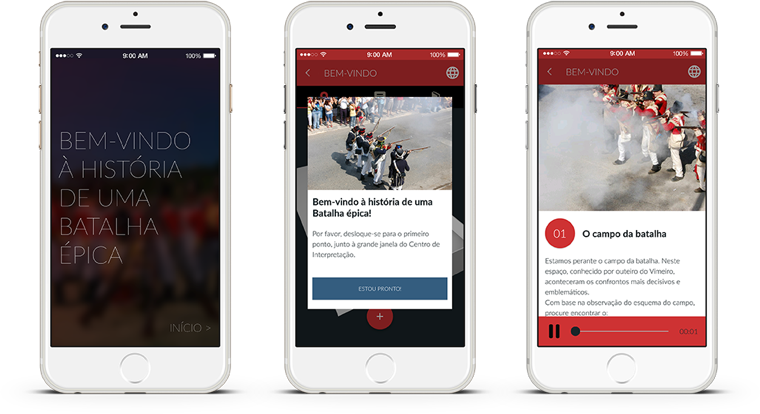 9:00 AM
100%
BEM-VINDO
À HISTÓRIA
DE UMA
BATALHA
ÉPICA
INÍCIO >
9:00 AM
100%
BEM-VINDO
Bem-vindo à história de uma
Batalha épica!
Por favor, desloque-se para o primeiro
ponto, junto à grande janela do Centro de
Interpretação.
ESTOU PRONTO!
9:00 AM
100%
BEM-VINDO
01
O campo da batalha
Estamos perante o campo da batalha. Neste
espaço, conhecido por outeiro do Vimeiro,
aconteceram os confrontos mais decisivos e
emblemáticos.
Com base na observação do esquema do campo,
procure encontrar o:
00:01